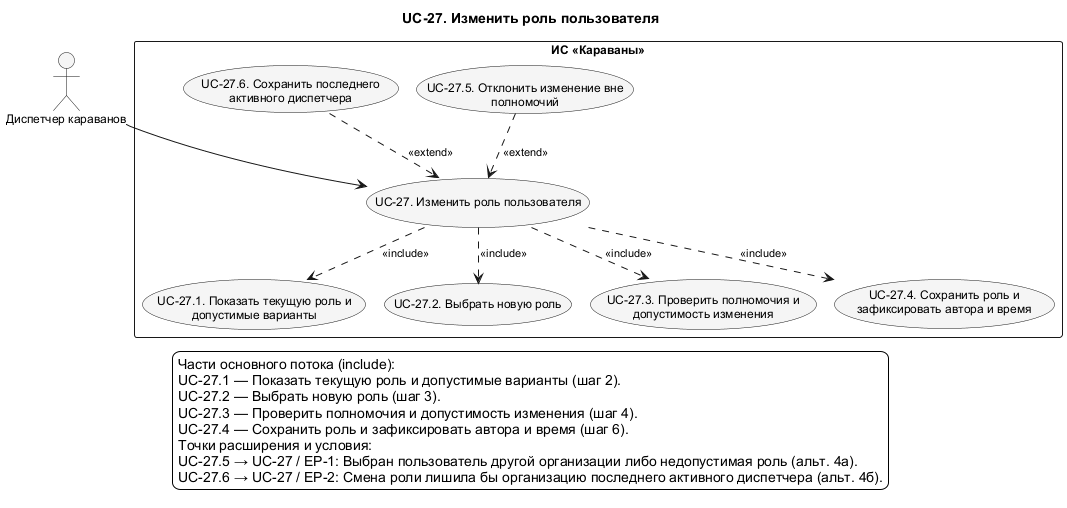 UC-27. Изменить роль пользователя
ИС «Караваны»
Диспетчер караванов
UC-27.6. Сохранить последнего
активного диспетчера
UC-27.5. Отклонить изменение вне
полномочий
«extend»
«extend»
UC-27. Изменить роль пользователя
«include»
«include»
«include»
«include»
UC-27.1. Показать текущую роль и
допустимые варианты
UC-27.2. Выбрать новую роль
UC-27.3. Проверить полномочия и
допустимость изменения
UC-27.4. Сохранить роль и
зафиксировать автора и время
Части основного потока (include):
UC-27.1 — Показать текущую роль и допустимые варианты (шаг 2).
UC-27.2 — Выбрать новую роль (шаг 3).
UC-27.3 — Проверить полномочия и допустимость изменения (шаг 4).
UC-27.4 — Сохранить роль и зафиксировать автора и время (шаг 6).
Точки расширения и условия:
UC-27.5 → UC-27 / EP-1: Выбран пользователь другой организации либо недопустимая роль (альт. 4а).
UC-27.6 → UC-27 / EP-2: Смена роли лишила бы организацию последнего активного диспетчера (альт. 4б).